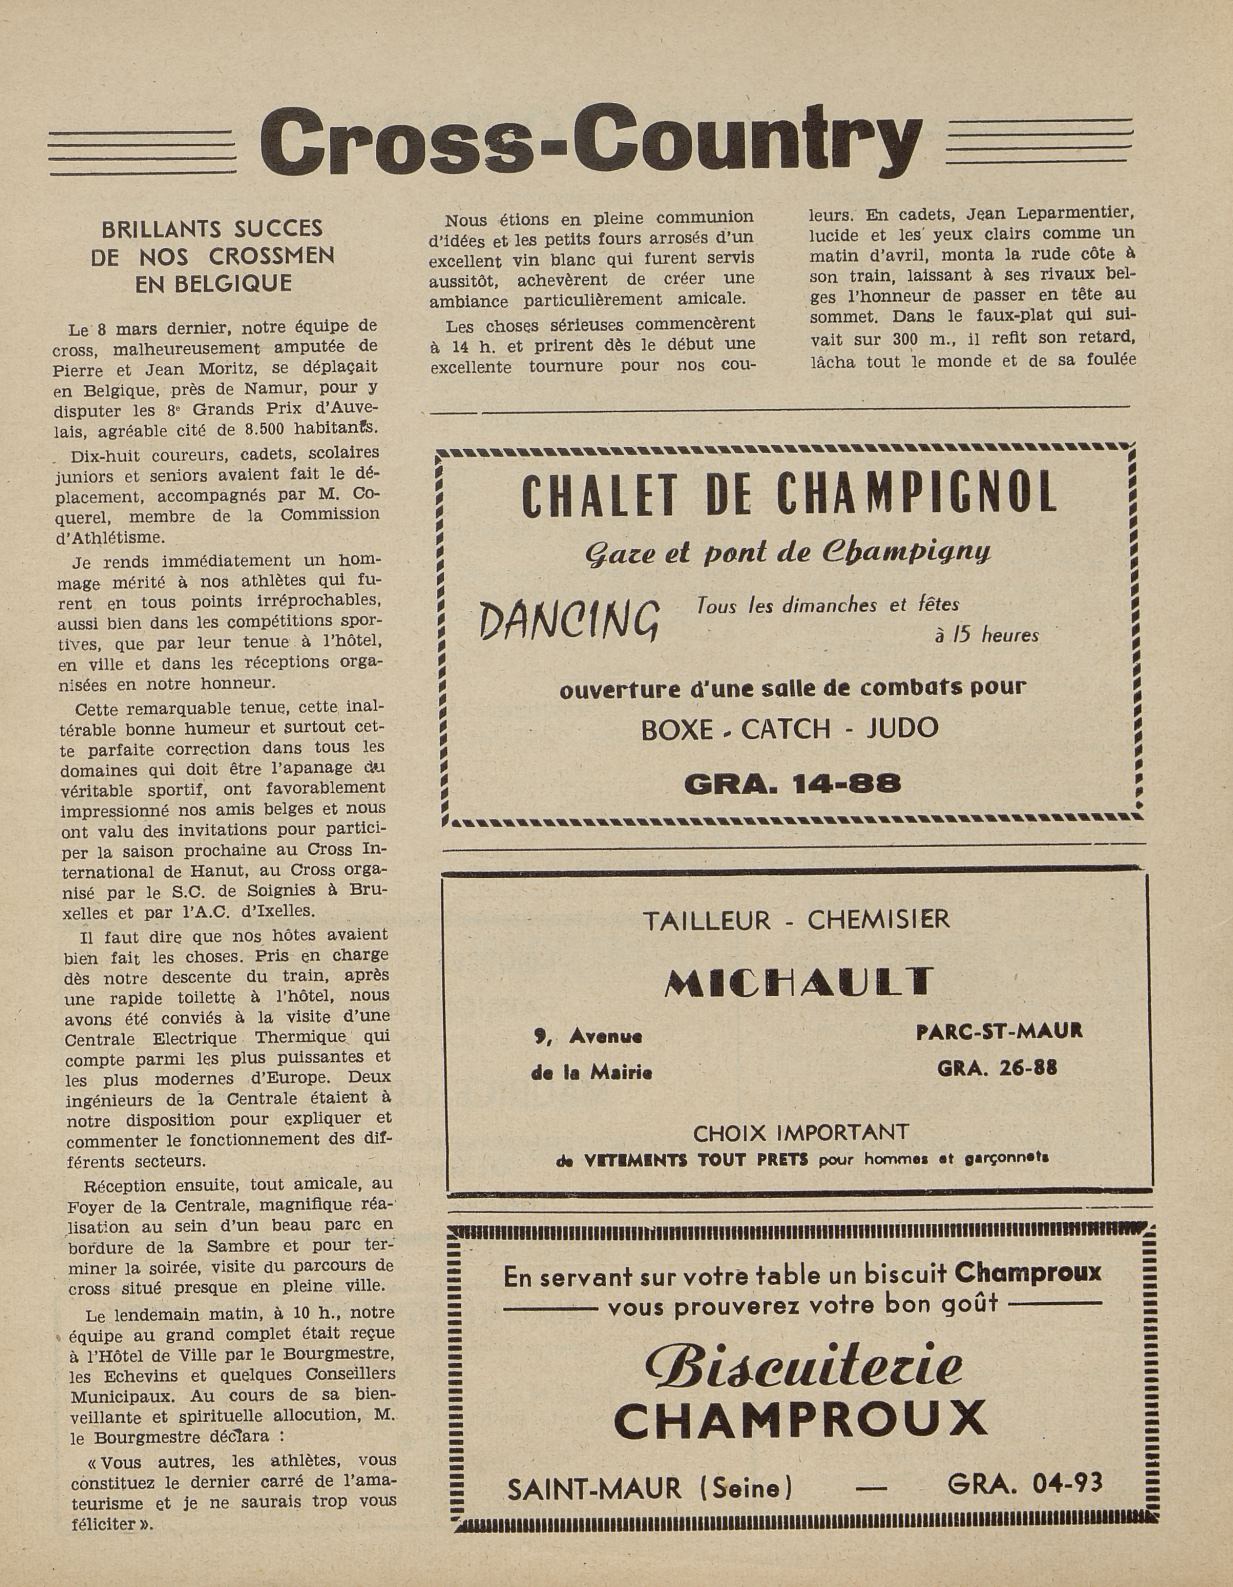 Cross-Country
BRILLANTS SUCCES
DE NOS CROSSMEN
EN BELGIQUE
Le 8 mars dernier, notre équipe de
cross, malheureusement amputée de
Pierre et Jean Moritz, se déplaçait
en Belgique, près de Namur, pour y
disputer les 8e Grands Prix d'Auve-
lais, agréable cité de 8.500 habitants.
Dix-huit coureurs, cadets, scolaires
juniors et seniors avaient fait le dé-
placement, accompagnés par M. Co-
querel, membre de la Commission
d'Athlétisme.
Je rends immédiatement un hom-
mage mérité à nos athlètes qui fu-
rent en tous points irréprochables,
aussi bien dans les compétitions spor-
tives, que par leur tenue à l'hôtel,
en ville et dans les réceptions orga-
nisées en notre honneur.
Cette remarquable tenue, cette inal-
térable bonne humeur et surtout cet-
te parfaite correction dans tous les
domaines qui doit être l'apanage du
véritable sportif, ont favorablement
impressionné nos amis belges et nous
ont valu des invitations pour partici-
per la saison prochaine au Cross In-
ternational de Hanut, au Cross orga-
nisé par le S.C. de Soignies à Bru-
xelles et par l'A.C. d'Ixelles.
Il faut dire que nos hôtes avaient
bien fait les choses. Pris en charge
dès notre descente du train, après
une rapide toilette à l'hôtel, nous
avons été conviés à la visite d'une
Centrale Electrique Thermique qui
compte parmi les plus puissantes et
les plus modernes d'Europe. Deux
ingénieurs de la Centrale étaient à
notre disposition pour expliquer et
commenter le fonctionnement des dif-
férents secteurs.
Réception ensuite, tout amicale, au
Foyer de la Centrale, magnifique réa-
lisation au sein d'un beau parc en
bordure de la Sambre et pour ter-
miner la soirée, visite du parcours de
cross situé presque en pleine ville.
Le lendemain matin, à 10 h., notre
équipe au grand complet était reçue
à l'Hôtel de Ville par le Bourgmestre,
les Echevins et quelques Conseillers
Municipaux. Au cours de sa bien-
veillante et spirituelle allocution, M.
le Bourgmestre déclara :
« Vous autres, les athlètes, vous
constituez le dernier carré de l'ama-
teurisme et je ne saurais trop vous
féliciter ».
Nous étions en pleine communion
d'idées et les petits fours arrosés d'un
excellent vin blanc qui furent servis
aussitôt, achevèrent de créer une
ambiance particulièrement amicale.
Les choses sérieuses commencèrent
à 14 h. et prirent dès le début une
excellente tournure pour nos cou-
leurs. En cadets, Jean Leparmentier,
lucide et les yeux clairs comme un
matin d'avril, monta la rude côte à
son train, laissant à ses rivaux bel-
ges l'honneur de passer en tête au
sommet. Dans le faux-plat qui sui-
vait sur 300 m., il refit son retard,
lâcha tout le monde et de sa foulée
CHALET DE CHAMPIGNOL
Gare et pont de Champigny
DANCING Tous les dimanches et fêtes
à 15 heures
ouverture d'une salle de combats pour
BOXE - CATCH - JUDO
GRA. 14-88
TAILLEUR - CHEMISIER
MICHAULT
9, Avenue PARC-ST-MAUR
de la Mairie GRA. 26-88
CHOIX IMPORTANT
de VETEMENTS TOUT PRETS pour hommes et garçonnets
En servant sur votre table un biscuit Champroux
vous prouverez votre bon goût
Biscuiterie
CHAMPROUX
SAINT-MAUR (Seine) — GRA. 04-93